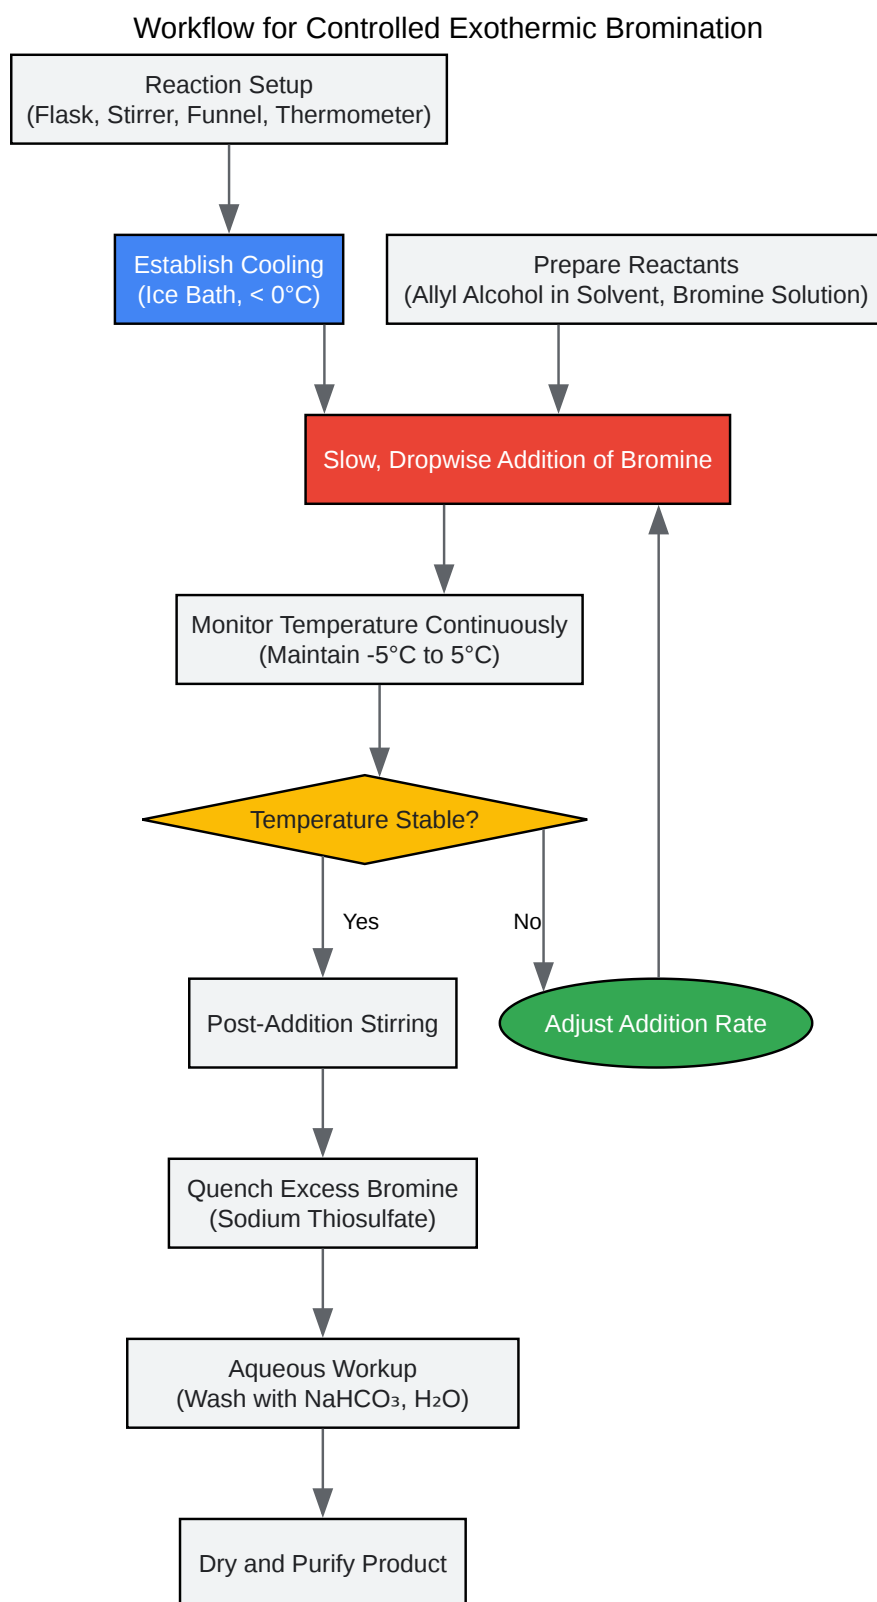 Workflow for Controlled Exothermic Bromination
Reaction Setup
(Flask, Stirrer, Funnel, Thermometer)
Establish Cooling
(Ice Bath, < 0°C)
Prepare Reactants
(Allyl Alcohol in Solvent, Bromine Solution)
Slow, Dropwise Addition of Bromine
Monitor Temperature Continuously
(Maintain -5°C to 5°C)
Temperature Stable?
Yes
No
Post-Addition Stirring
Adjust Addition Rate
Quench Excess Bromine
(Sodium Thiosulfate)
Aqueous Workup
(Wash with NaHCO₃, H₂O)
Dry and Purify Product